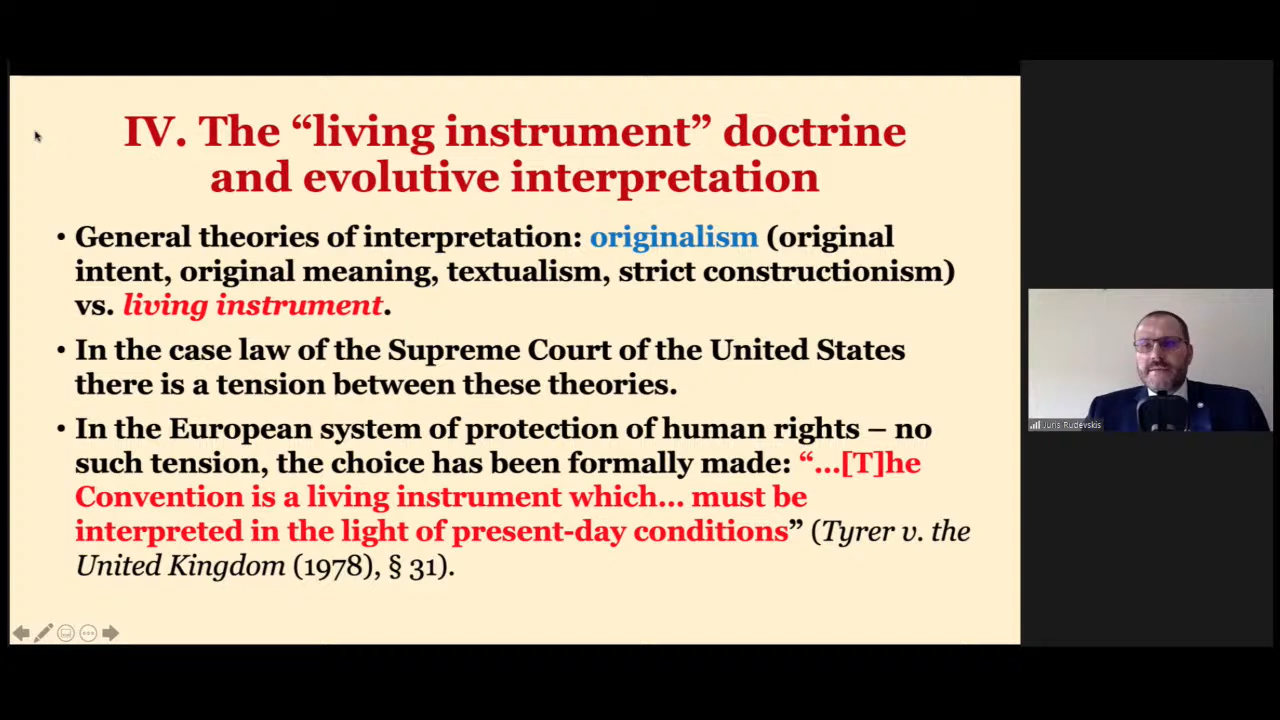 IV. The “living instrument” doctrine
and evolutive interpretation
• General theories of interpretation: originalism (original
intent, original meaning, textualism, strict constructionism)
vs. living instrument.
• In the case law of the Supreme Court of the United States
there is a tension between these theories.
• In the European system of protection of human rights – no
such tension, the choice has been formally made: “...[T]he
Convention is a living instrument which... must be
interpreted in the light of present-day conditions” (Tyrer v. the
United Kingdom (1978), § 31).
Juris Rudevskis